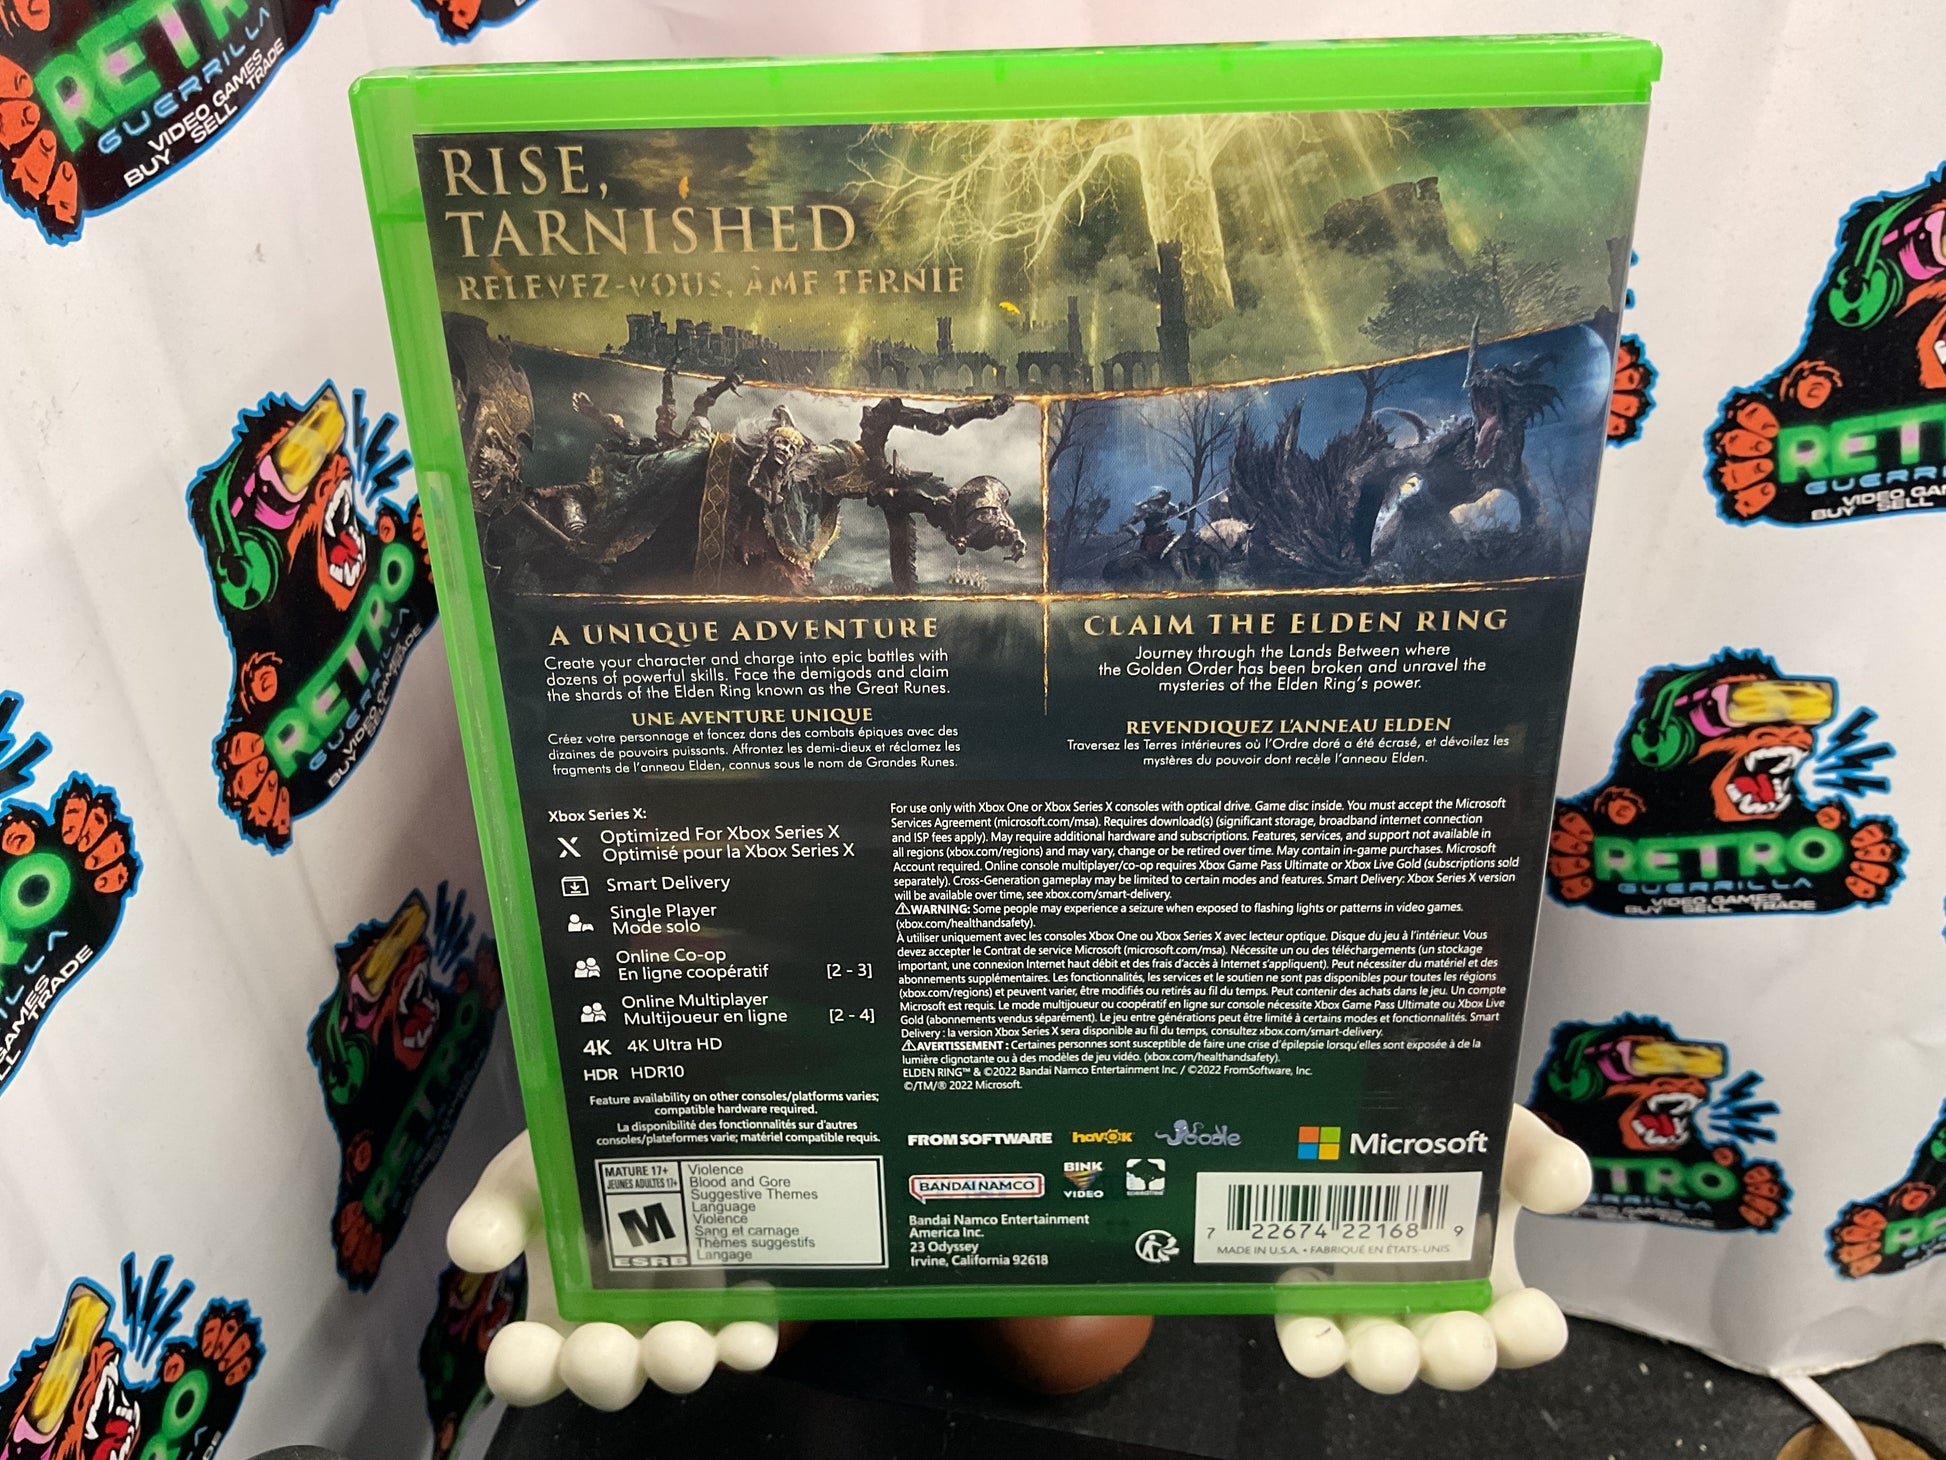 RISE,
TARNISHED
RELEVEZ-VOUS, ÂME TERNIE
A UNIQUE ADVENTURE
Create your character and charge into epic battles with
dozens of powerful skills. Face the demigods and claim
the shards of the Elden Ring known as the Great Runes.
UNE AVENTURE UNIQUE
Créez votre personnage et foncez dans des combats épiques avec des
dizaines de pouvoirs puissants. Affrontez les demi-dieux et réclamez les
fragments de l'anneau Elden, connus sous le nom de Grandes Runes.
CLAIM THE ELDEN RING
Journey through the Lands Between where
the Golden Order has been broken and unravel the
mysteries of the Elden Ring's power.
REVENDIQUEZ L'ANNEAU ELDEN
Traversez les Terres intérieures où l'Ordre doré a été écrasé, et dévoilez les
mystères du pouvoir dont recèle l'anneau Elden.
Xbox Series X:
X Optimized For Xbox Series X
Optimisé pour la Xbox Series X
Smart Delivery
Single Player
Mode solo
Online Co-op
En ligne coopératif [2 - 3]
Online Multiplayer
Multijoueur en ligne [2 - 4]
4K 4K Ultra HD
HDR HDR10
Feature availability on other consoles/platforms varies;
compatible hardware required.
La disponibilité des fonctionnalités sur d'autres
consoles/plateformes varie; matériel compatible requis.
For use only with Xbox One or Xbox Series X consoles with optical drive. Game disc inside. You must accept the Microsoft
Services Agreement (microsoft.com/msa). Requires download(s) (significant storage, broadband internet connection
and ISP fees apply). May require additional hardware and subscriptions. Features, services, and support not available in
all regions (xbox.com/regions) and may vary, change or be retired over time. May contain in-game purchases. Microsoft
Account required. Online console multiplayer/co-op requires Xbox Game Pass Ultimate or Xbox Live Gold (subscriptions sold
separately). Cross-Generation gameplay may be limited to certain modes and features. Smart Delivery: Xbox Series X version
will be available over time, see xbox.com/smart-delivery.
⚠WARNING: Some people may experience a seizure when exposed to flashing lights or patterns in video games.
(xbox.com/healthandsafety).
À utiliser uniquement avec les consoles Xbox One ou Xbox Series X avec lecteur optique. Disque du jeu à l'intérieur. Vous
devez accepter le Contrat de service Microsoft (microsoft.com/msa). Nécessite un ou des téléchargements (un stockage
important, une connexion Internet haut débit et des frais d'accès à Internet s'appliquent). Peut nécessiter du matériel et des
abonnements supplémentaires. Les fonctionnalités, les services et le soutien ne sont pas disponibles pour toutes les régions
(xbox.com/regions) et peuvent varier, être modifiés ou retirés au fil du temps. Peut contenir des achats dans le jeu. Un compte
Microsoft est requis. Le mode multijoueur ou coopératif en ligne sur console nécessite Xbox Game Pass Ultimate ou Xbox Live
Gold (abonnements vendus séparément). Le jeu entre générations peut être limité à certains modes et fonctionnalités. Smart
Delivery : la version Xbox Series X sera disponible au fil du temps, consultez xbox.com/smart-delivery.
⚠AVERTISSEMENT : Certaines personnes sont susceptible de faire une crise d'épilepsie lorsqu'elles sont exposée à de la
lumière clignotante ou à des modèles de jeu vidéo. (xbox.com/healthandsafety).
ELDEN RING™ & ©2022 Bandai Namco Entertainment Inc. / ©2022 FromSoftware, Inc.
©/TM/® 2022 Microsoft.
FROMSOFTWARE havok oodle Microsoft
BANDAI NAMCO
BINK
VIDEO
Bandai Namco Entertainment
America Inc.
23 Odyssey
Irvine, California 92618
MATURE 17+
JEUNES ADULTES 17+
M
ESRB
Violence
Blood and Gore
Suggestive Themes
Language
Violence
Sang et carnage
Thèmes suggestifs
Langage
7 22674 22168 9
MADE IN U.S.A. • FABRIQUÉ EN ÉTATS-UNIS
RETRO
GUERRILLA
VIDEO GAMES
BUY SELL TRADE
RETRO
GUERRILLA
VIDEO GAMES
BUY SELL TRADE
RETRO
GUERRILLA
VIDEO GAMES
BUY SELL TRADE